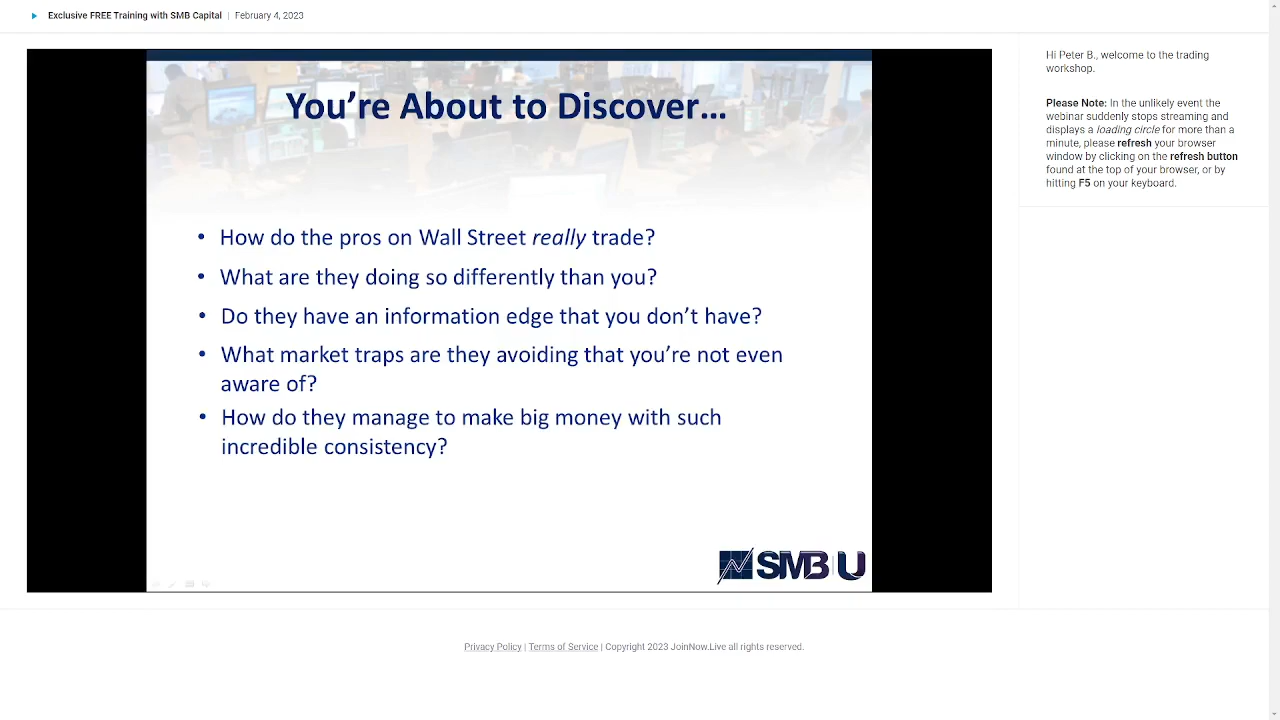 Exclusive FREE Training with SMB Capital | February 4, 2023
You're About to Discover...
• How do the pros on Wall Street really trade?
• What are they doing so differently than you?
• Do they have an information edge that you don't have?
• What market traps are they avoiding that you're not even
aware of?
• How do they manage to make big money with such
incredible consistency?
SMB U
Hi Peter B., welcome to the trading
workshop.
Please Note: In the unlikely event the
webinar suddenly stops streaming and
displays a loading circle for more than a
minute, please refresh your browser
window by clicking on the refresh button
found at the top of your browser, or by
hitting F5 on your keyboard.
Privacy Policy | Terms of Service | Copyright 2023 JoinNow.Live all rights reserved.